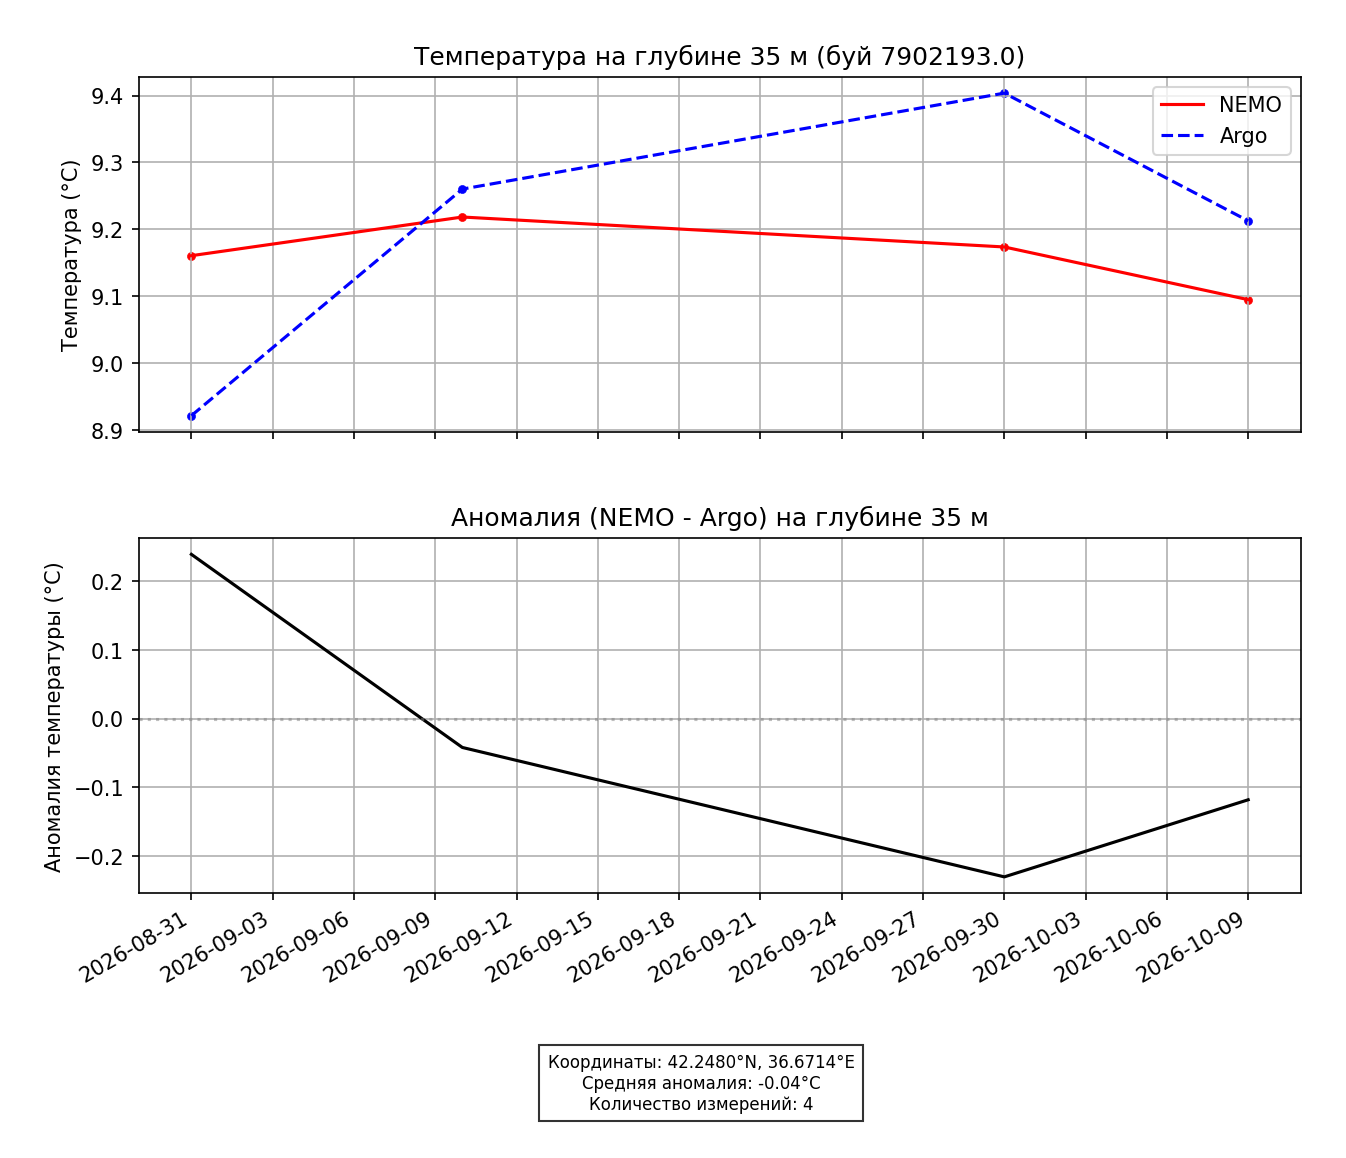 Температура на глубине 35 м (буй 7902193.0)
Температура (°C)
9.4
9.3
9.2
9.1
9.0
8.9
NEMO
Argo
Аномалия (NEMO - Argo) на глубине 35 м
Аномалия температуры (°C)
0.2
0.1
0.0
−0.1
−0.2
2026-08-31
2026-09-03
2026-09-06
2026-09-09
2026-09-12
2026-09-15
2026-09-18
2026-09-21
2026-09-24
2026-09-27
2026-09-30
2026-10-03
2026-10-06
2026-10-09
Координаты: 42.2480°N, 36.6714°E
Средняя аномалия: -0.04°C
Количество измерений: 4